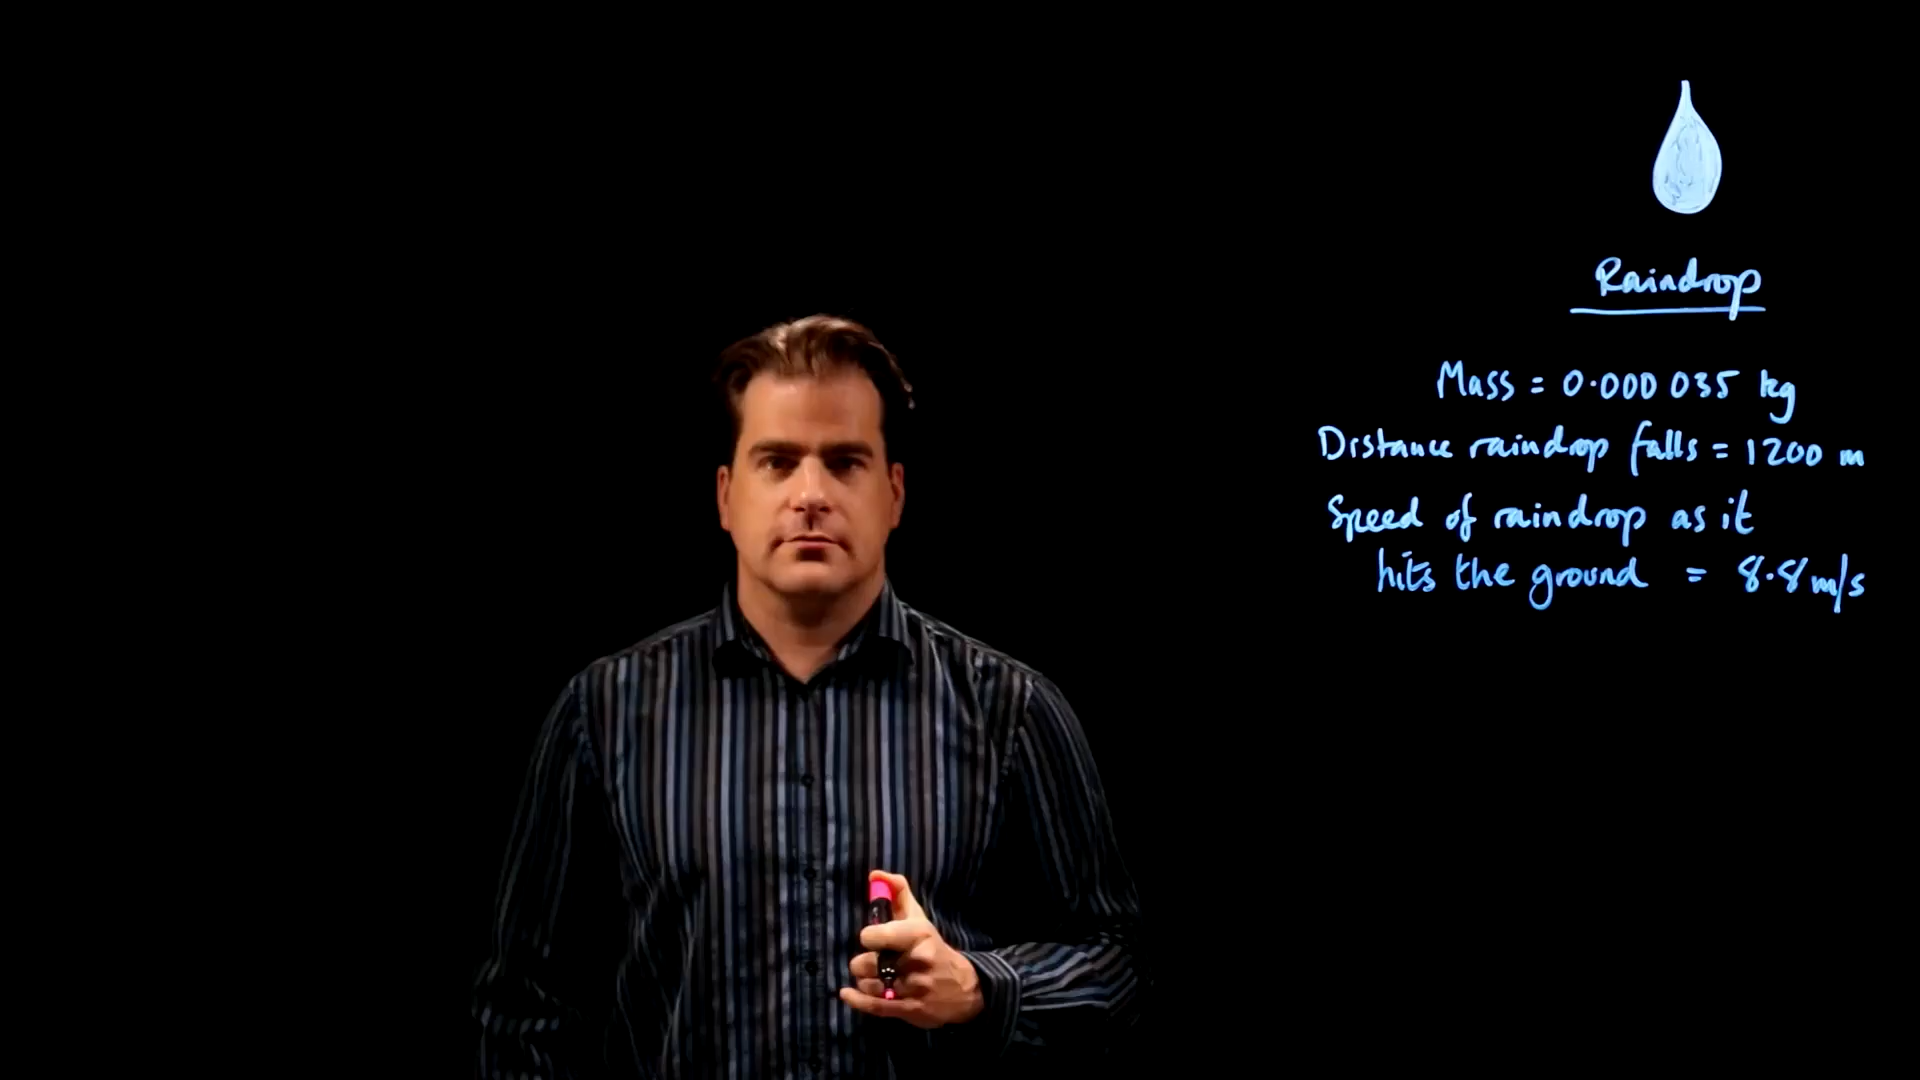 Raindrop
Mass = 0.000 035 kg
Distance raindrop falls = 1200 m
Speed of raindrop as it
hits the ground = 8.8 m/s